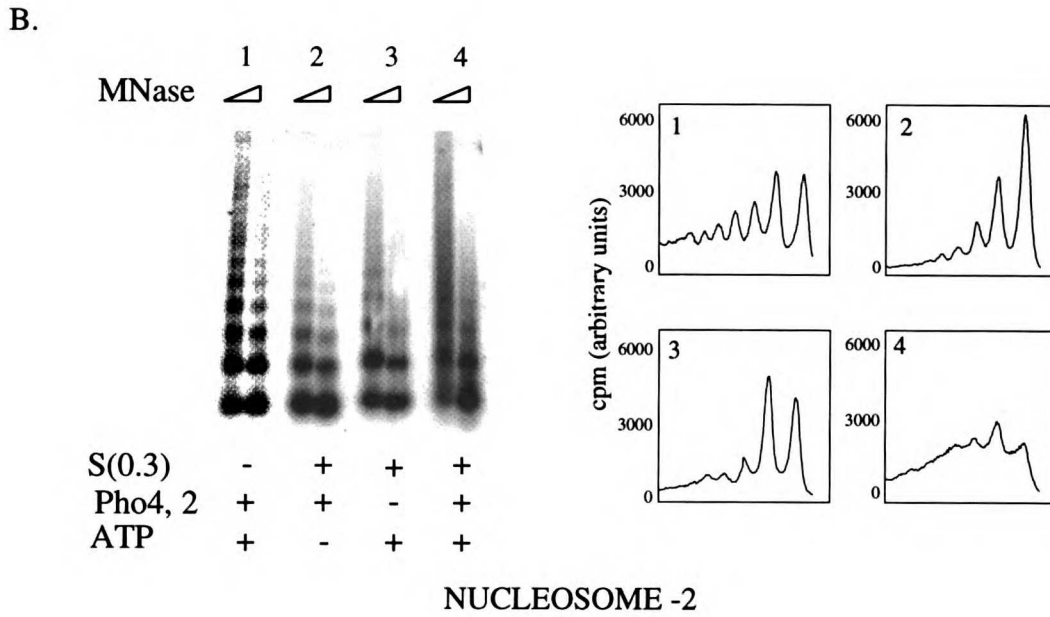 B.
1 2 3 4
MNase
S(0.3) - + + +
Pho4, 2 + + - +
ATP + - + +
cpm (arbitrary units)
6000 1
3000
0
6000 2
3000
0
6000 3
3000
0
6000 4
3000
0
NUCLEOSOME -2